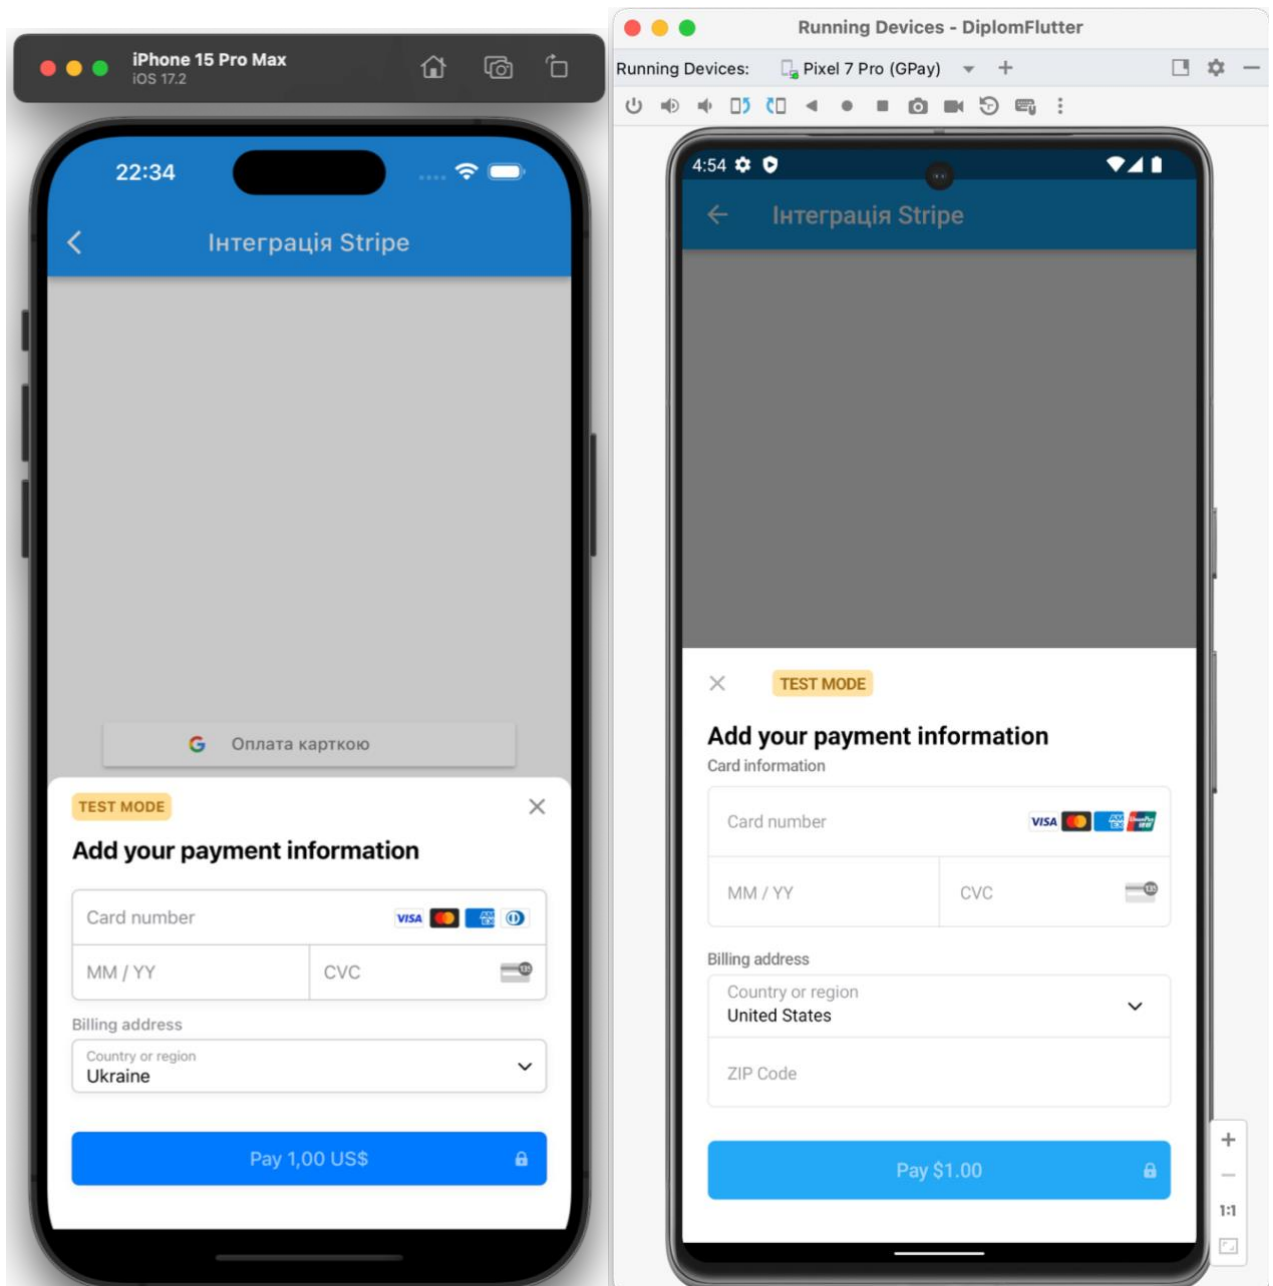 iPhone 15 Pro Max
iOS 17.2
22:34
Інтеграція Stripe
Оплата карткою
TEST MODE
Add your payment information
Card number
VISA
MM / YY
CVC
Billing address
Country or region
Ukraine
Pay 1,00 US$
Running Devices - DiplomFlutter
Running Devices:
Pixel 7 Pro (GPay)
4:54
Інтеграція Stripe
TEST MODE
Add your payment information
Card information
Card number
VISA
MM / YY
CVC
Billing address
Country or region
United States
ZIP Code
Pay $1.00
1:1